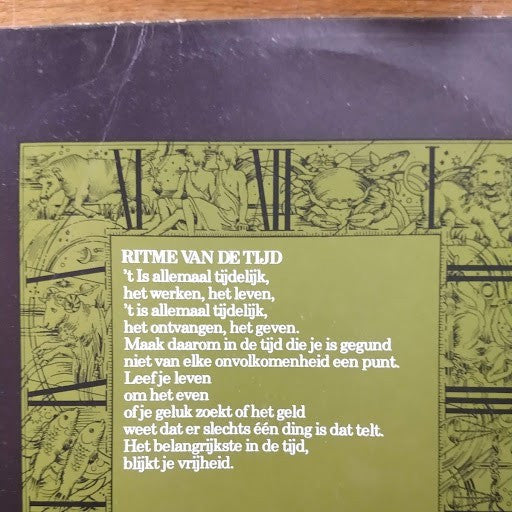 RITME VAN DE TIJD
't Is allemaal tijdelijk,
het werken, het leven,
't is allemaal tijdelijk,
het ontvangen, het geven.
Maak daarom in de tijd die je is gegund
niet van elke onvolkomenheid een punt.
Leef je leven
om het even
of je geluk zoekt of het geld
weet dat er slechts één ding is dat telt.
Het belangrijkste in de tijd,
blijkt je vrijheid.